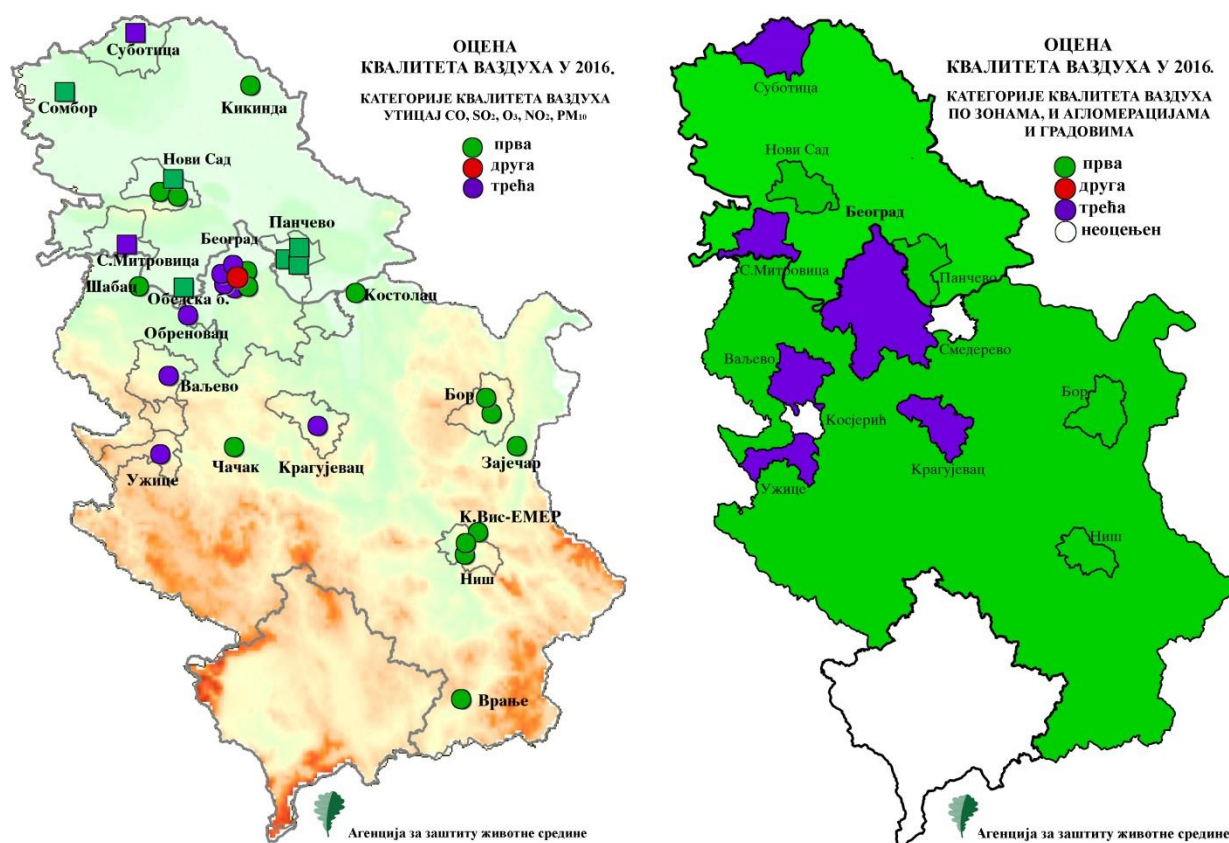 ОЦЕНА
КВАЛИТЕТА ВАЗДУХА У 2016.
КАТЕГОРИЈЕ КВАЛИТЕТА ВАЗДУХА
УТИЦАЈ CO, SO₂, O₃, NO₂, PM₁₀
прва
друга
трећа
Суботица
Сомбор
Кикинда
Нови Сад
Панчево
Београд
С.Митровица
Шабац
Обедска б.
Костолац
Обреновац
Ваљево
Бор
Ужице
Чачак
Крагујевац
Зајечар
К.Вис-ЕМЕР
Ниш
Врање
Агенција за заштиту животне средине
ОЦЕНА
КВАЛИТЕТА ВАЗДУХА У 2016.
КАТЕГОРИЈЕ КВАЛИТЕТА ВАЗДУХА
ПО ЗОНАМА, И АГЛОМЕРАЦИЈАМА
И ГРАДОВИМА
прва
друга
трећа
неоцењен
Суботица
Нови Сад
Београд
С.Митровица
Панчево
Смедерево
Ваљево
Косјерић
Бор
Крагујевац
Ужице
Ниш
Агенција за заштиту животне средине